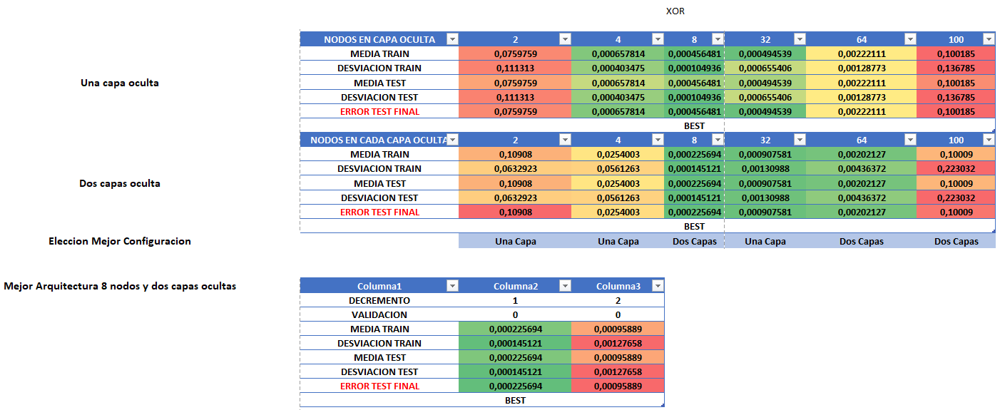 XOR
NODOS EN CAPA OCULTA 2 4 8 32 64 100
MEDIA TRAIN 0,0759759 0,000657814 0,000456481 0,000494539 0,00222111 0,100185
DESVIACION TRAIN 0,111313 0,000403475 0,000104936 0,000655406 0,00128773 0,136785
Una capa oculta
MEDIA TEST 0,0759759 0,000657814 0,000456481 0,000494539 0,00222111 0,100185
DESVIACION TEST 0,111313 0,000403475 0,000104936 0,000655406 0,00128773 0,136785
ERROR TEST FINAL 0,0759759 0,000657814 0,000456481 0,000494539 0,00222111 0,100185
BEST
NODOS EN CADA CAPA OCULTA 2 4 8 32 64 100
MEDIA TRAIN 0,10908 0,0254003 0,000225694 0,000907581 0,00202127 0,10009
DESVIACION TRAIN 0,0632923 0,0561263 0,000145121 0,00130988 0,00436372 0,223032
Dos capas oculta
MEDIA TEST 0,10908 0,0254003 0,000225694 0,000907581 0,00202127 0,10009
DESVIACION TEST 0,0632923 0,0561263 0,000145121 0,00130988 0,00436372 0,223032
ERROR TEST FINAL 0,10908 0,0254003 0,000225694 0,000907581 0,00202127 0,10009
BEST
Eleccion Mejor Configuracion Una Capa Una Capa Dos Capas Una Capa Dos Capas Dos Capas
Mejor Arquitectura 8 nodos y dos capas ocultas
Columna1 Columna2 Columna3
DECREMENTO 1 2
VALIDACION 0 0
MEDIA TRAIN 0,000225694 0,00095889
DESVIACION TRAIN 0,000145121 0,00127658
MEDIA TEST 0,000225694 0,00095889
DESVIACION TEST 0,000145121 0,00127658
ERROR TEST FINAL 0,000225694 0,00095889
BEST